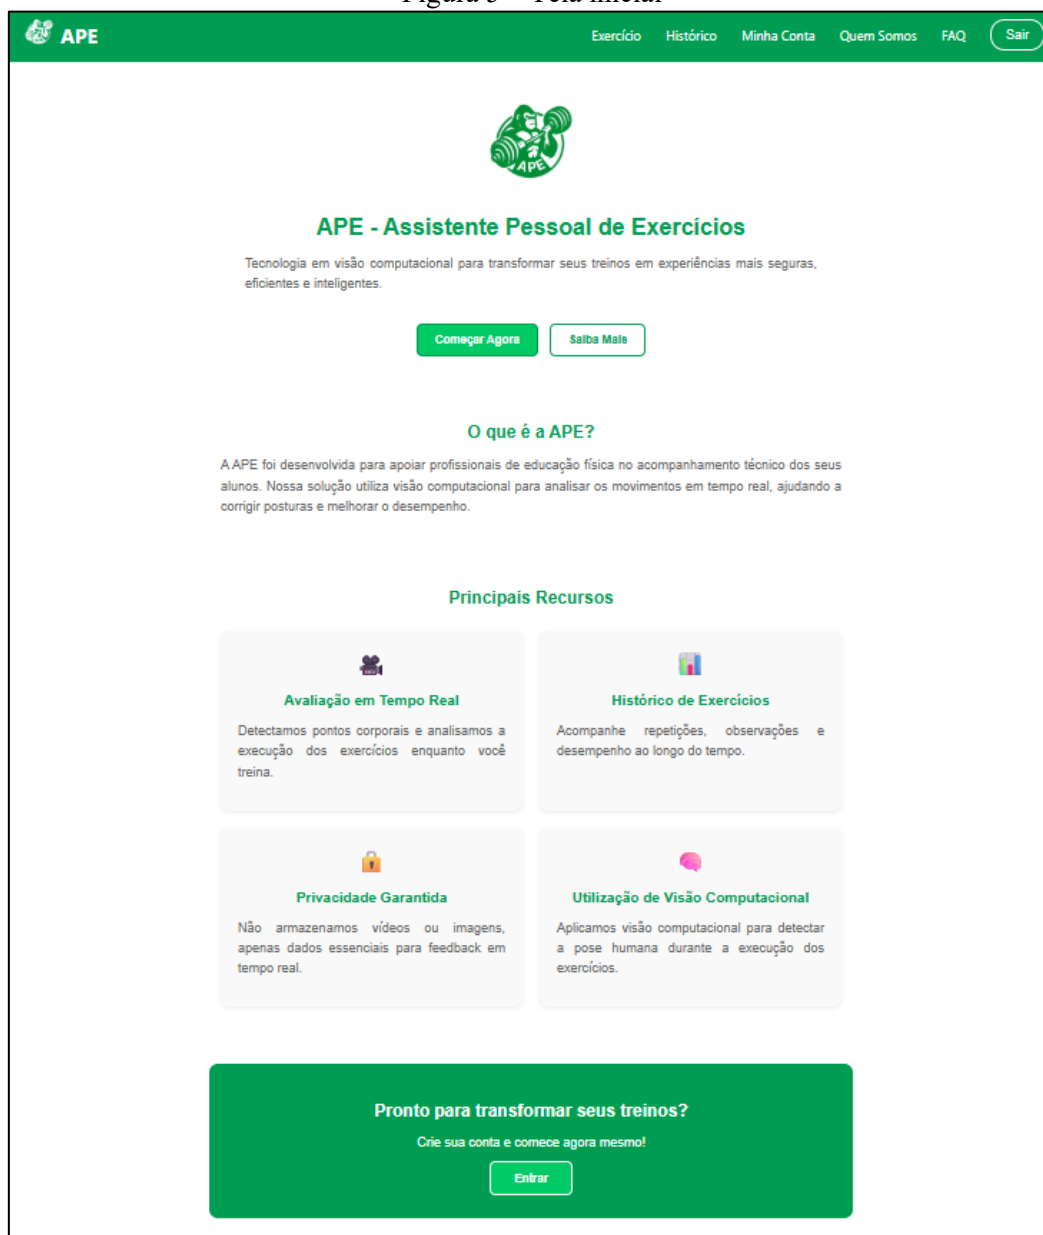 Figura 3 – Tela inicial
APE
Exercício Histórico Minha Conta Quem Somos FAQ Sair
APE
APE - Assistente Pessoal de Exercícios
Tecnologia em visão computacional para transformar seus treinos em experiências mais seguras,
eficientes e inteligentes.
Começar Agora Saiba Mais
O que é a APE?
A APE foi desenvolvida para apoiar profissionais de educação física no acompanhamento técnico dos seus
alunos. Nossa solução utiliza visão computacional para analisar os movimentos em tempo real, ajudando a
corrigir posturas e melhorar o desempenho.
Principais Recursos
Avaliação em Tempo Real
Detectamos pontos corporais e analisamos a
execução dos exercícios enquanto você
treina.
Histórico de Exercícios
Acompanhe repetições, observações e
desempenho ao longo do tempo.
Privacidade Garantida
Não armazenamos vídeos ou imagens,
apenas dados essenciais para feedback em
tempo real.
Utilização de Visão Computacional
Aplicamos visão computacional para detectar
a pose humana durante a execução dos
exercícios.
Pronto para transformar seus treinos?
Crie sua conta e comece agora mesmo!
Entrar